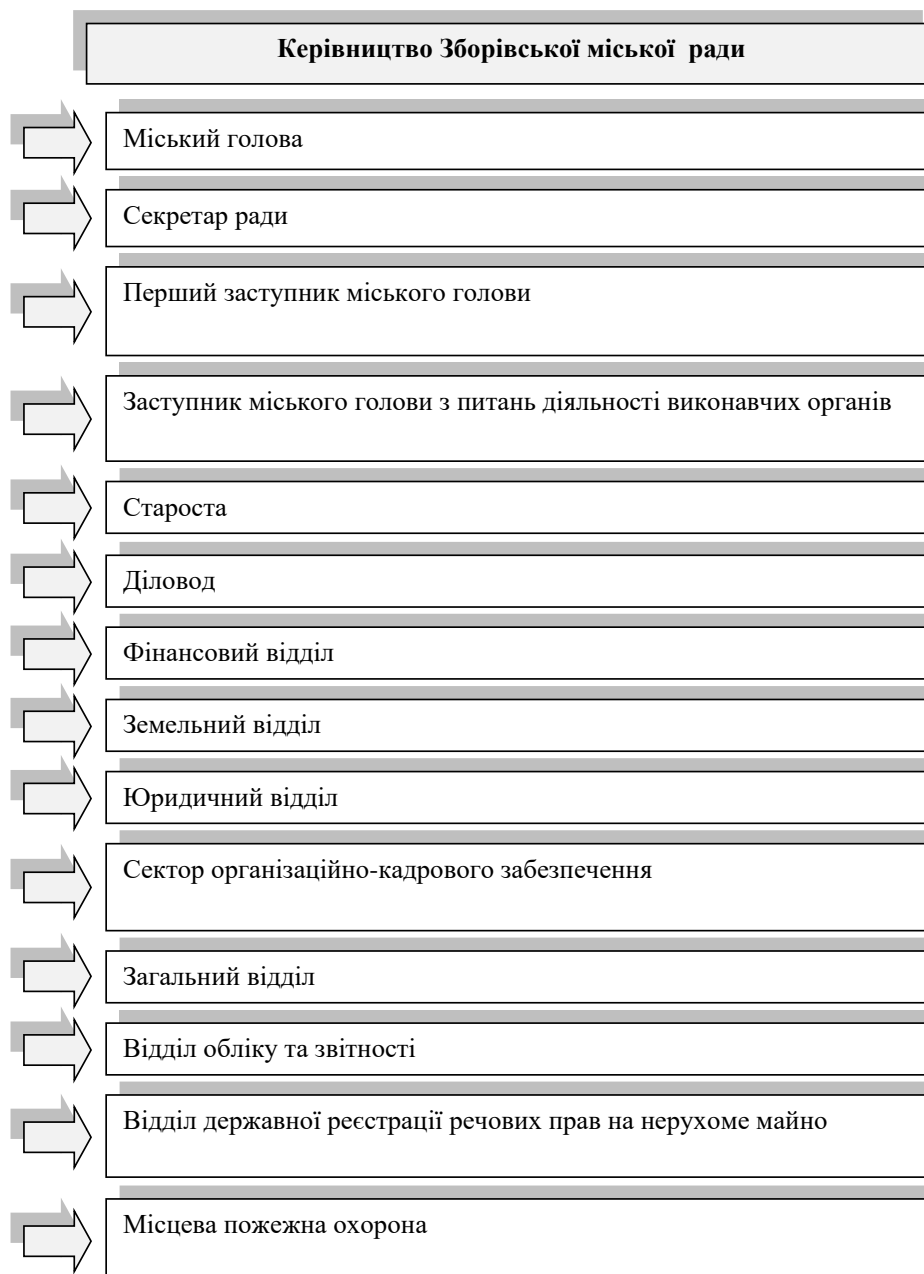 Керівництво Зборівської міської ради
Міський голова
Секретар ради
Перший заступник міського голови
Заступник міського голови з питань діяльності виконавчих органів
Староста
Діловод
Фінансовий відділ
Земельний відділ
Юридичний відділ
Сектор організаційно-кадрового забезпечення
Загальний відділ
Відділ обліку та звітності
Відділ державної реєстрації речових прав на нерухоме майно
Місцева пожежна охорона